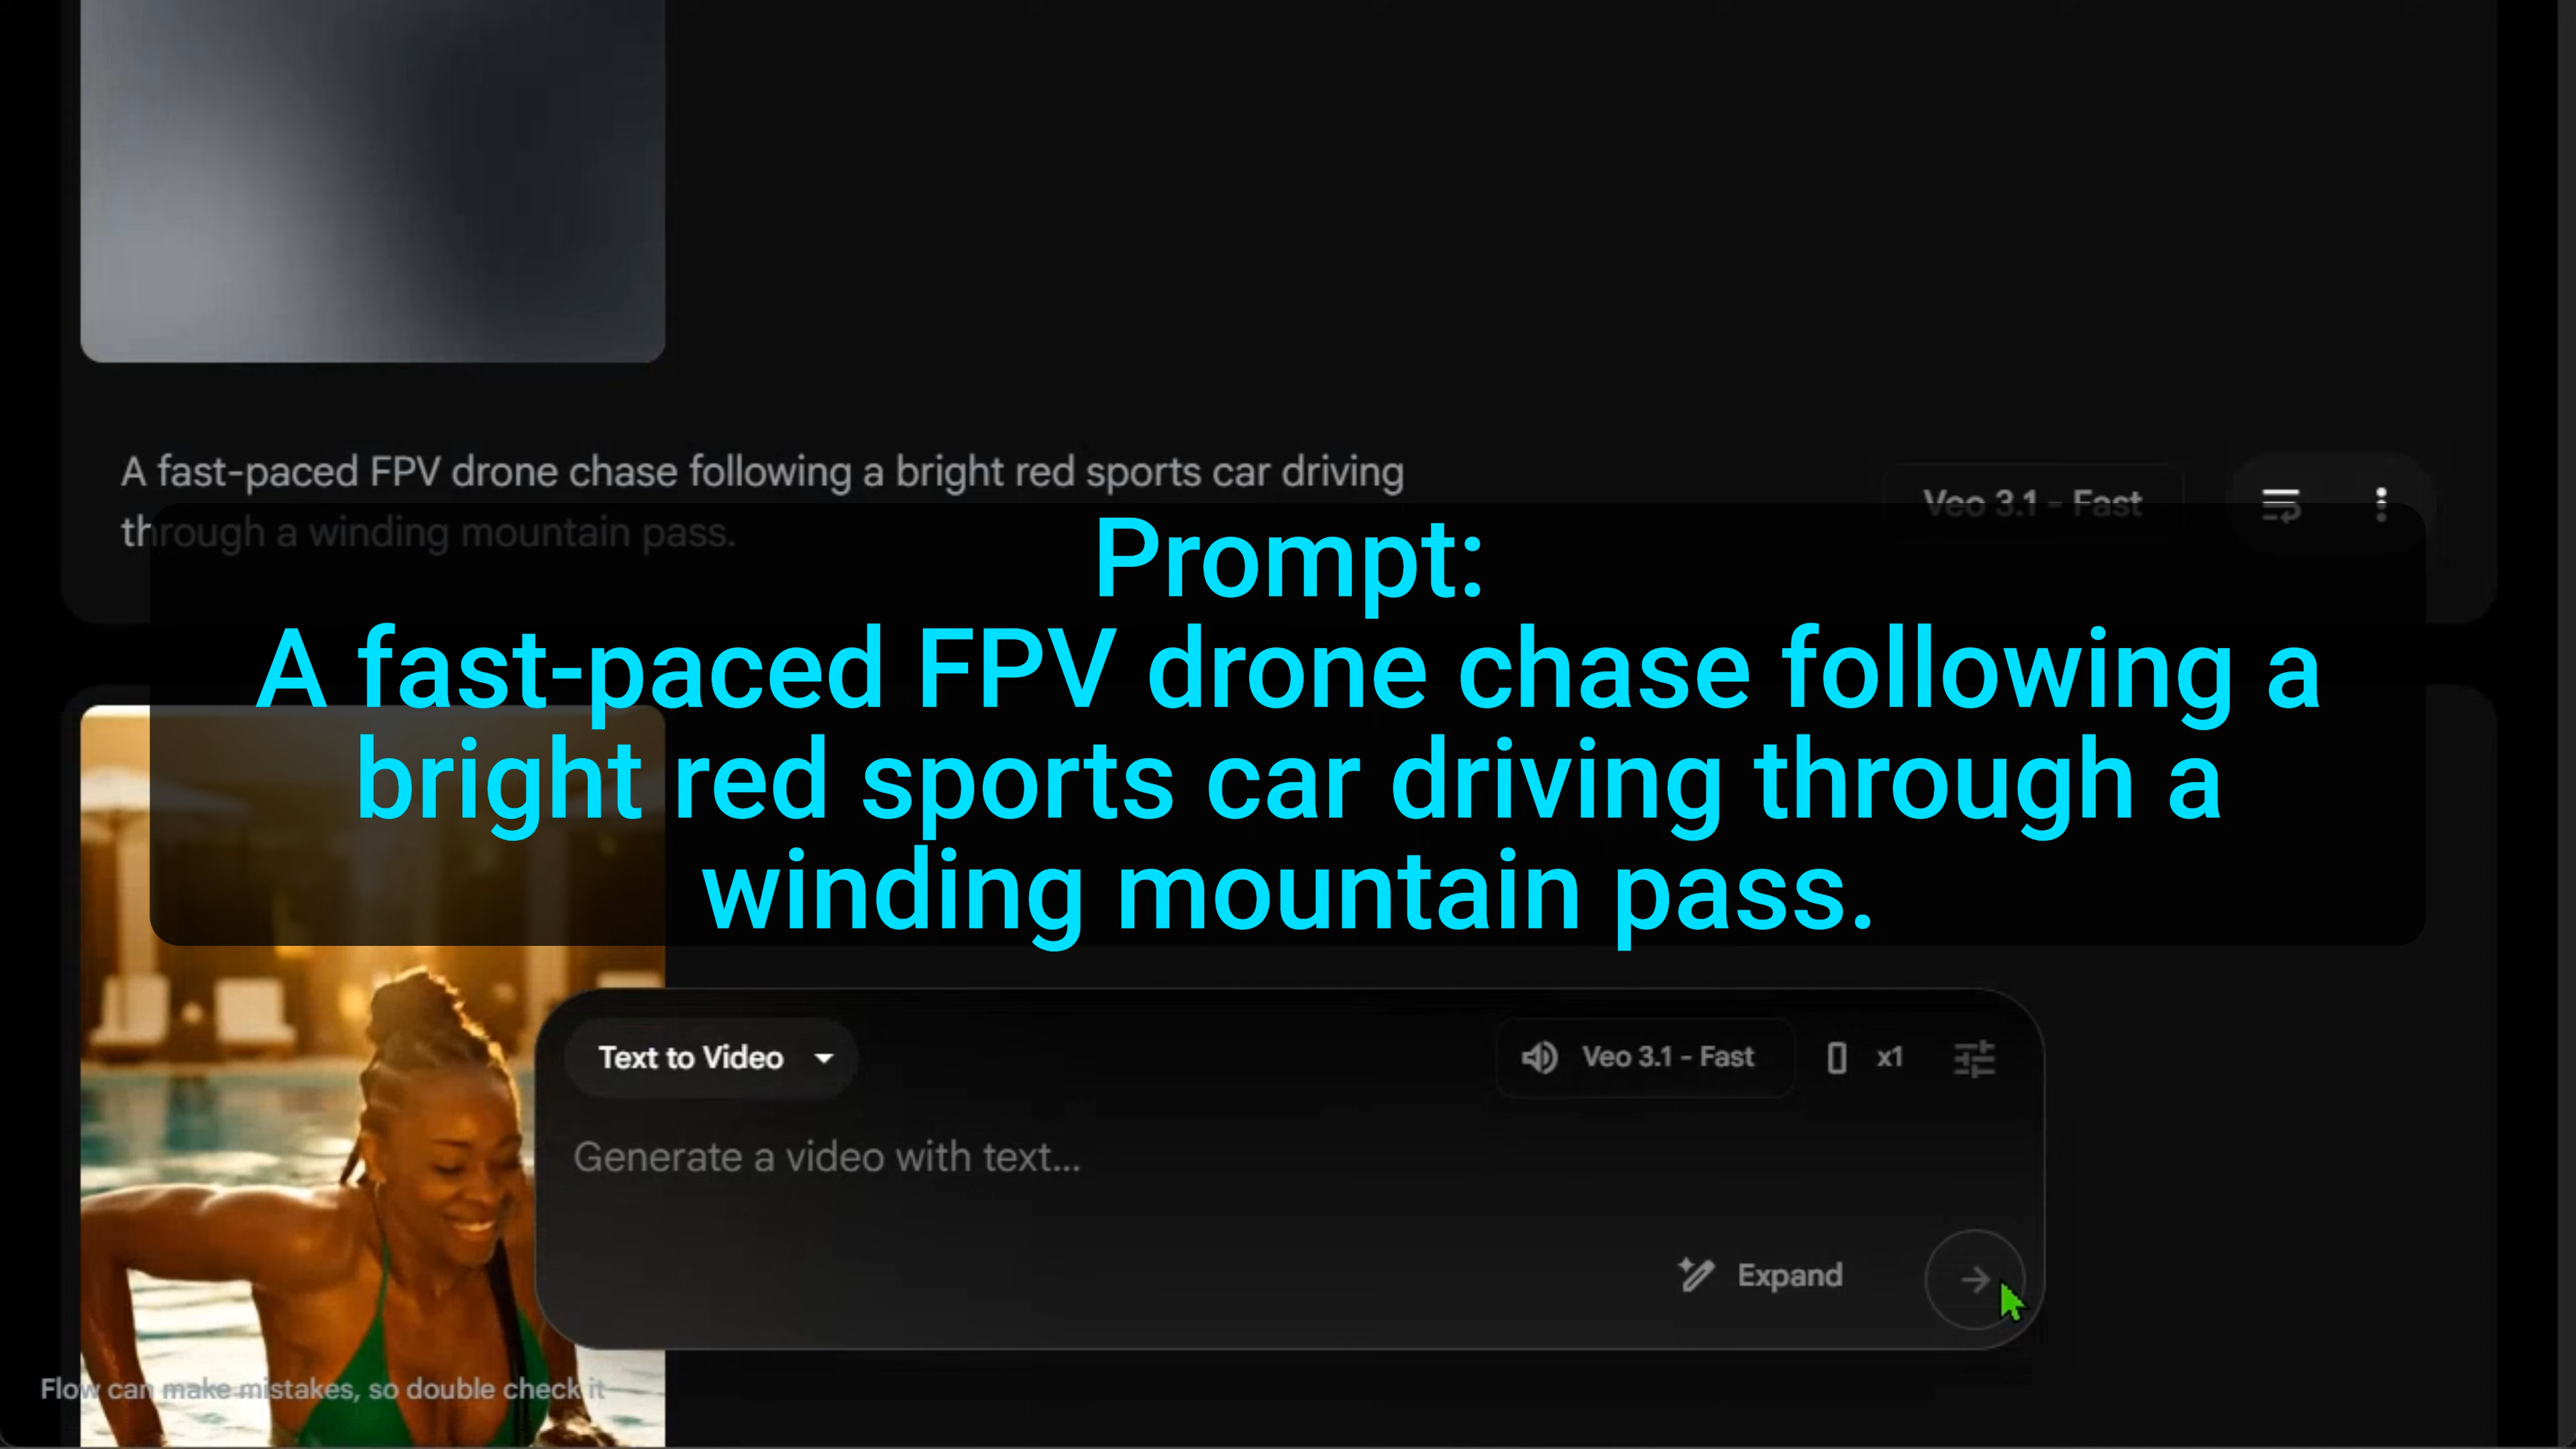 A fast-paced FPV drone chase following a bright red sports car driving
through a winding mountain pass.
Veo 3.1 - Fast
Prompt:
A fast-paced FPV drone chase following a
bright red sports car driving through a
winding mountain pass.
Text to Video
Veo 3.1 - Fast
x1
Generate a video with text...
Expand
Flow can make mistakes, so double check it